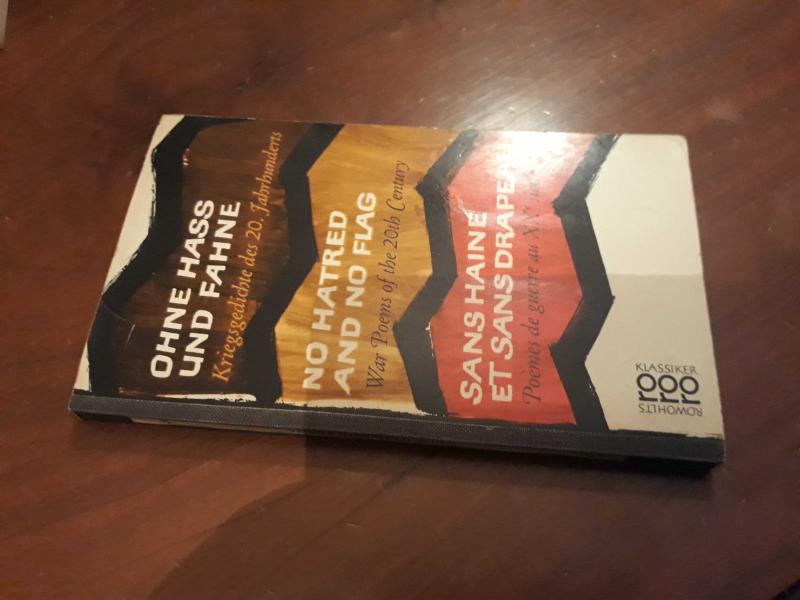 OHNE HASS
UND FAHNE
Kriegsgedichte des 20. Jahrhunderts
NO HATRED
AND NO FLAG
War Poems of the 20th Century
SANS HAINE
ET SANS DRAPEAU
Poèmes de guerre au XXe
KLASSIKER
rororo
ROWOHLTS